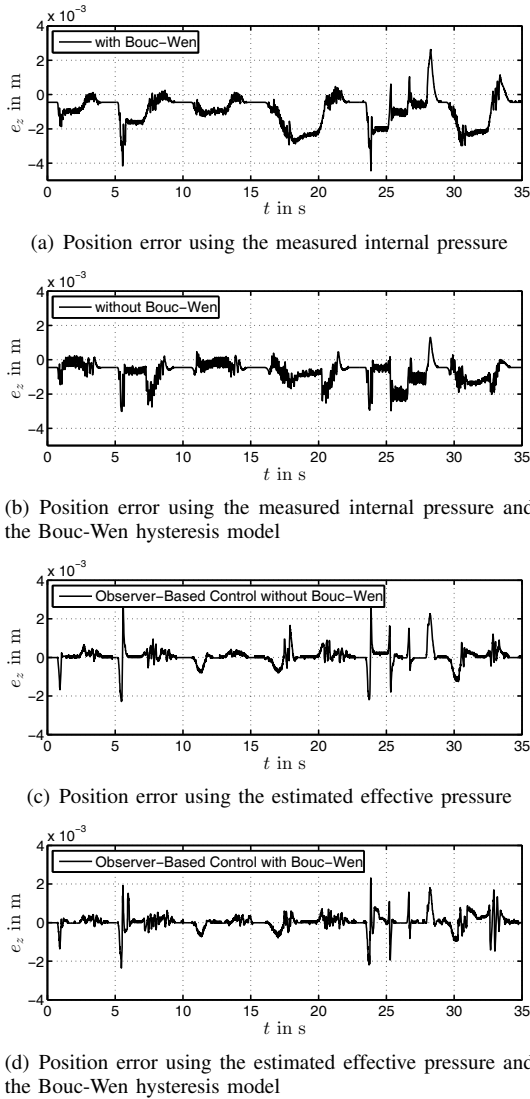 x 10⁻³
with Bouc−Wen
4
2
0
−2
−4
e_z in m
0 5 10 15 20 25 30 35
t in s
(a) Position error using the measured internal pressure
x 10⁻³
without Bouc−Wen
4
2
0
−2
−4
e_z in m
0 5 10 15 20 25 30 35
t in s
(b) Position error using the measured internal pressure and
the Bouc-Wen hysteresis model
x 10⁻³
Observer−Based Control without Bouc−Wen
4
2
0
−2
−4
e_z in m
0 5 10 15 20 25 30 35
t in s
(c) Position error using the estimated effective pressure
x 10⁻³
Observer−Based Control with Bouc−Wen
4
2
0
−2
−4
e_z in m
0 5 10 15 20 25 30 35
t in s
(d) Position error using the estimated effective pressure and
the Bouc-Wen hysteresis model